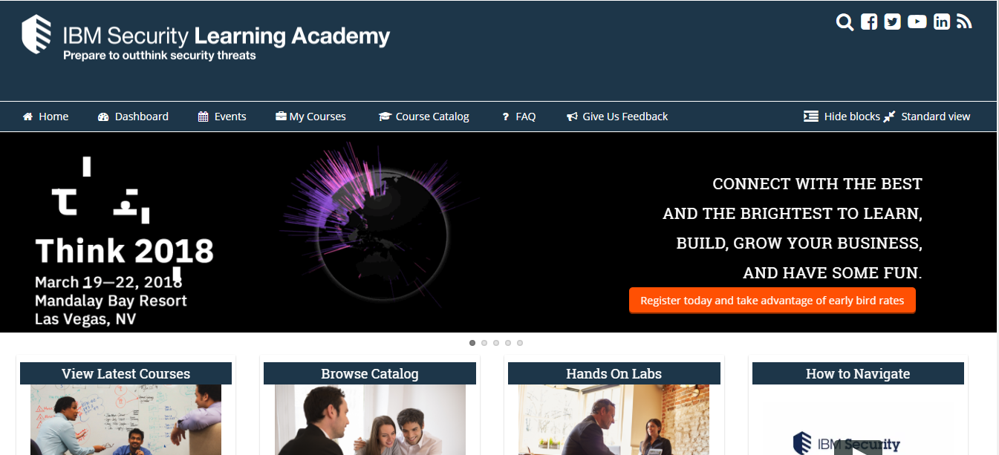 IBM Security Learning Academy
Prepare to outthink security threats
Home Dashboard Events My Courses Course Catalog ? FAQ Give Us Feedback Hide blocks Standard view
Think 2018
March 19—22, 2018
Mandalay Bay Resort
Las Vegas, NV
CONNECT WITH THE BEST
AND THE BRIGHTEST TO LEARN,
BUILD, GROW YOUR BUSINESS,
AND HAVE SOME FUN.
Register today and take advantage of early bird rates
View Latest Courses
Browse Catalog
Hands On Labs
How to Navigate
IBM Security